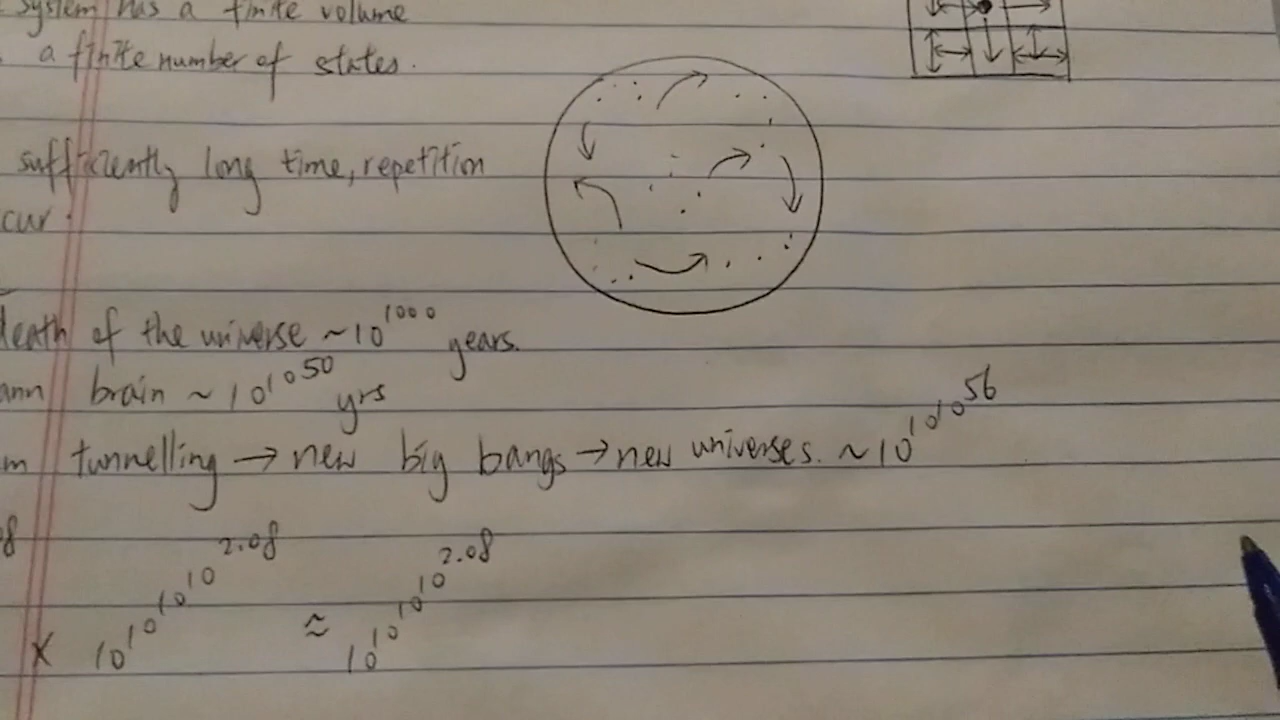 system has a finite volume
a finite number of states.
sufficiently long time, repetition
cur.
death of the universe ~10^1000 years.
ann brain ~ 10^10^50 yrs
m tunnelling → new big bangs → new universes. ~10^10^10^56
08
x 10^10^10^10^2.08 ≈ 10^10^10^10^2.08